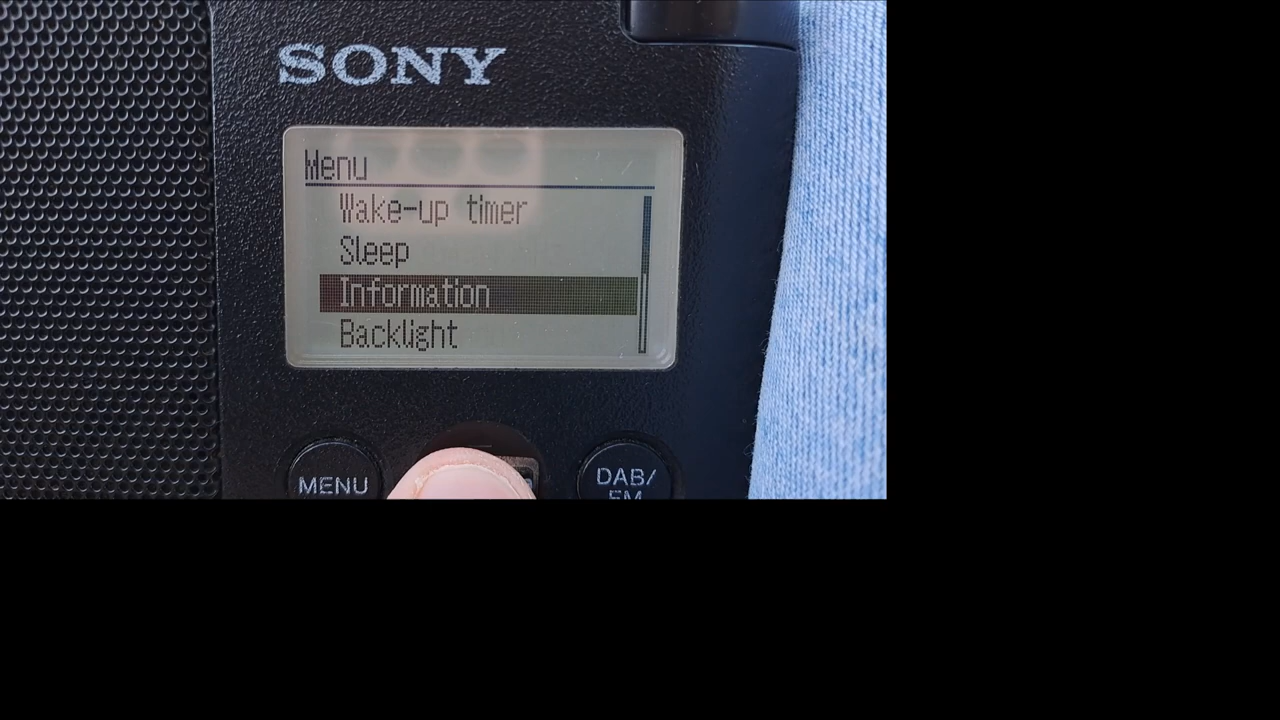 SONY
Menu
Wake-up timer
Sleep
Information
Backlight
MENU
DAB/
FM